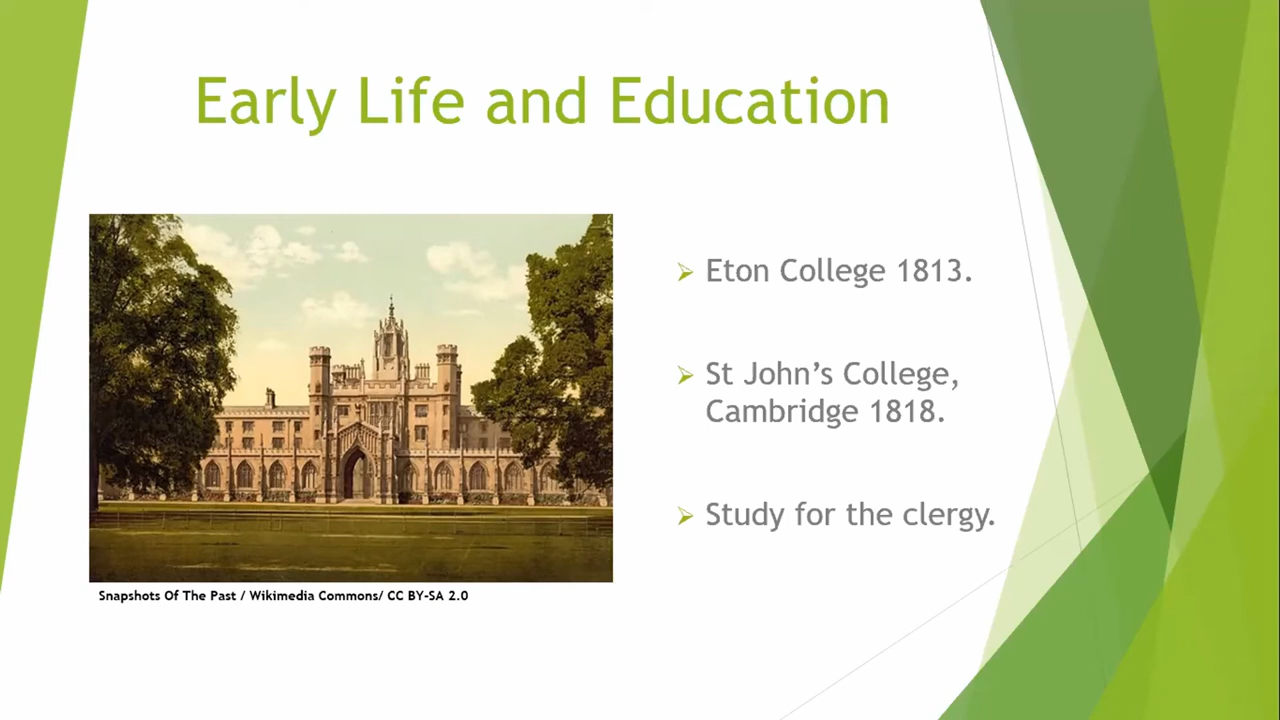 Early Life and Education
Eton College 1813.
St John's College,
Cambridge 1818.
Study for the clergy.
Snapshots Of The Past / Wikimedia Commons/ CC BY-SA 2.0